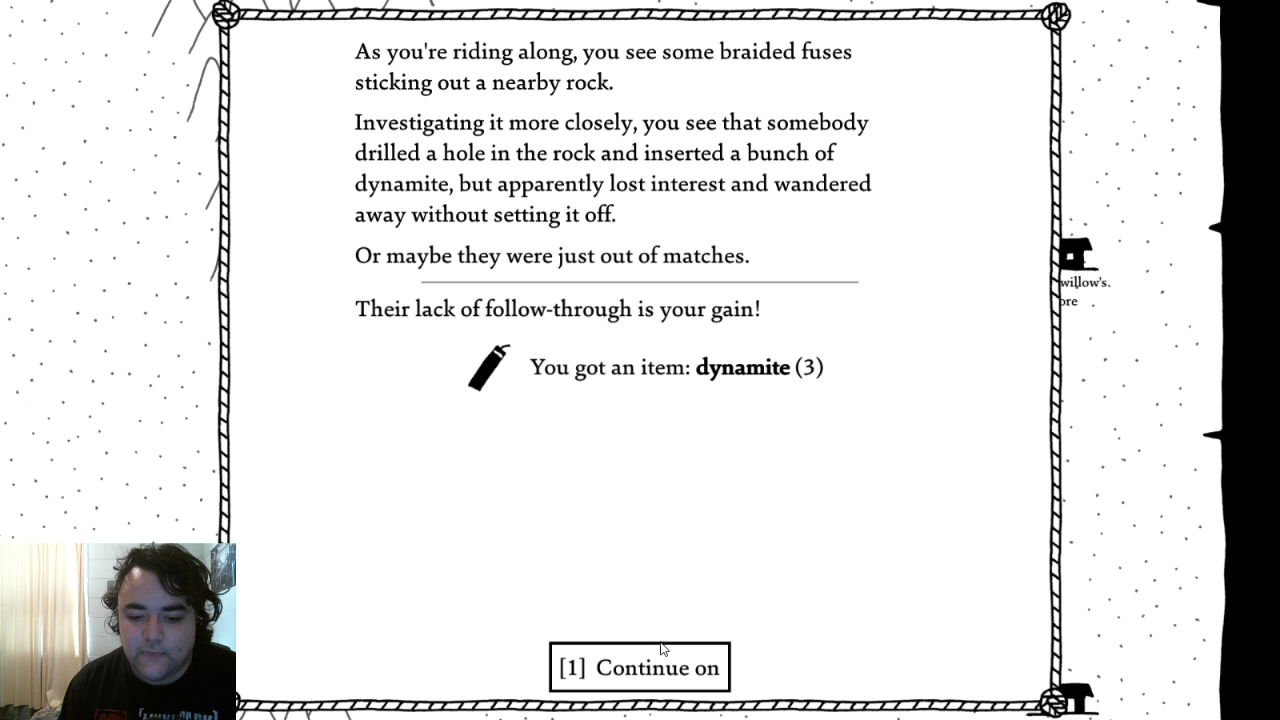 As you're riding along, you see some braided fuses
sticking out a nearby rock.
Investigating it more closely, you see that somebody
drilled a hole in the rock and inserted a bunch of
dynamite, but apparently lost interest and wandered
away without setting it off.
Or maybe they were just out of matches.
willow's.
ore
Their lack of follow-through is your gain!
You got an item: dynamite (3)
[1] Continue on